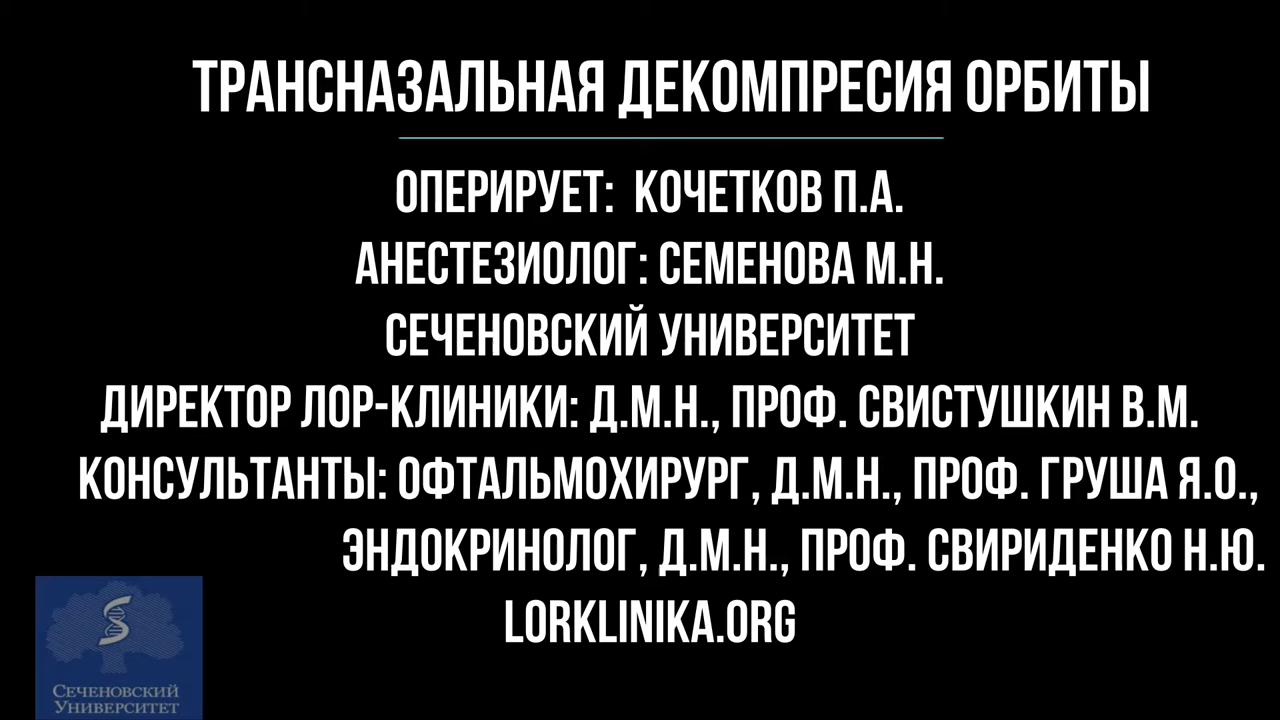 ТРАНСНАЗАЛЬНАЯ ДЕКОМПРЕСИЯ ОРБИТЫ
ОПЕРИРУЕТ: КОЧЕТКОВ П.А.
АНЕСТЕЗИОЛОГ: СЕМЕНОВА М.Н.
СЕЧЕНОВСКИЙ УНИВЕРСИТЕТ
ДИРЕКТОР ЛОР-КЛИНИКИ: Д.М.Н., ПРОФ. СВИСТУШКИН В.М.
КОНСУЛЬТАНТЫ: ОФТАЛЬМОХИРУРГ, Д.М.Н., ПРОФ. ГРУША Я.О.,
ЭНДОКРИНОЛОГ, Д.М.Н., ПРОФ. СВИРИДЕНКО Н.Ю.
LORKLINIKA.ORG
СЕЧЕНОВСКИЙ
УНИВЕРСИТЕТ